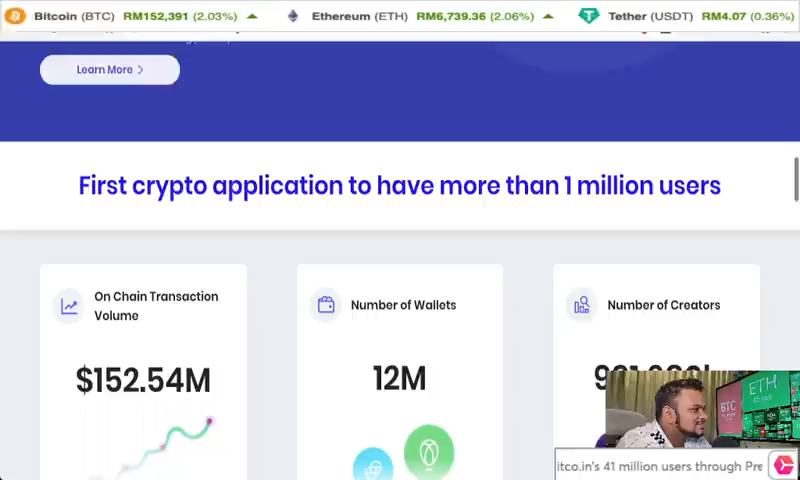 Bitcoin (BTC) RM152,391 (2.03%) Ethereum (ETH) RM6,739.36 (2.06%) Tether (USDT) RM4.07 (0.36%)
Learn More
First crypto application to have more than 1 million users
On Chain Transaction
Volume
Number of Wallets
Number of Creators
$152.54M
12M
ETH
BTC
itco.in's 41 million users through Pre